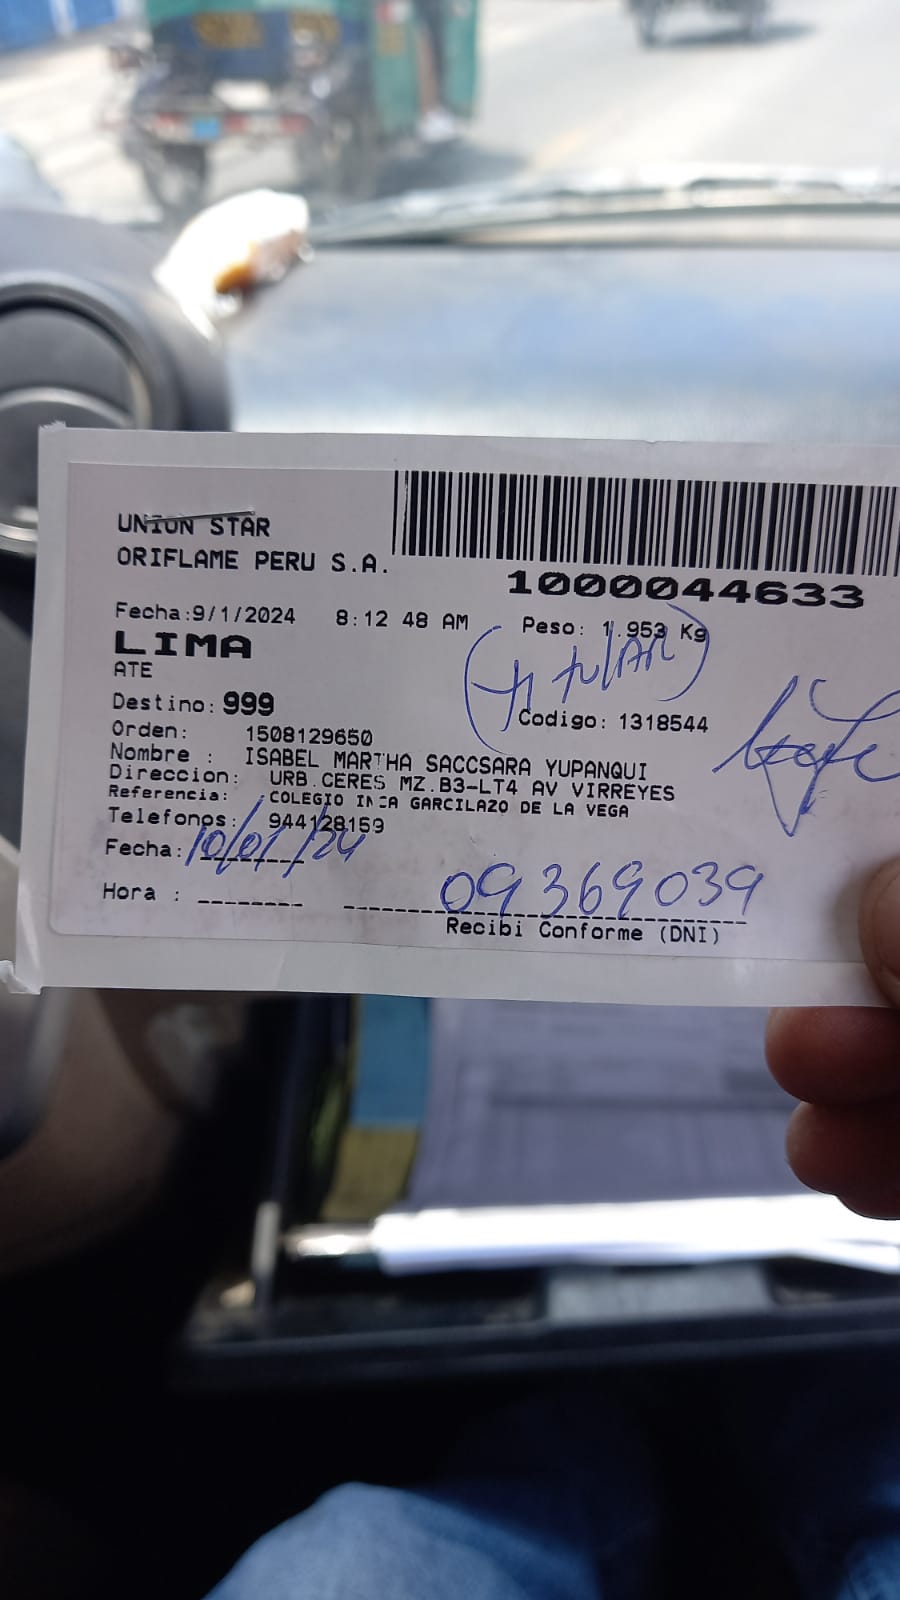 UNION STAR
ORIFLAME PERU S.A.
1000044633
Fecha:9/1/2024 8:12 48 AM Peso: 1.953 Kg
LIMA
(TITULAR)
ATE
Destino: 999
Codigo: 1318544
Orden: 1508129650
Nombre : ISABEL MARTHA SACCSARA YUPANQUI
Direccion: URB.CERES MZ.B3-LT4 AV VIRREYES
Referencia: COLEGIO INCA GARCILAZO DE LA VEGA
Telefonos: 944128159
Fecha: 10/01/24
09369039
Hora :
Recibi Conforme (DNI)